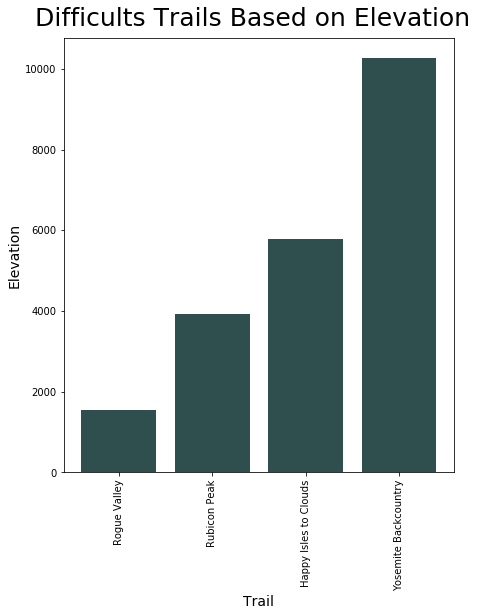 Difficults Trails Based on Elevation
10000
8000
6000
4000
2000
0
Elevation
Rogue Valley
Rubicon Peak
Happy Isles to Clouds
Yosemite Backcountry
Trail